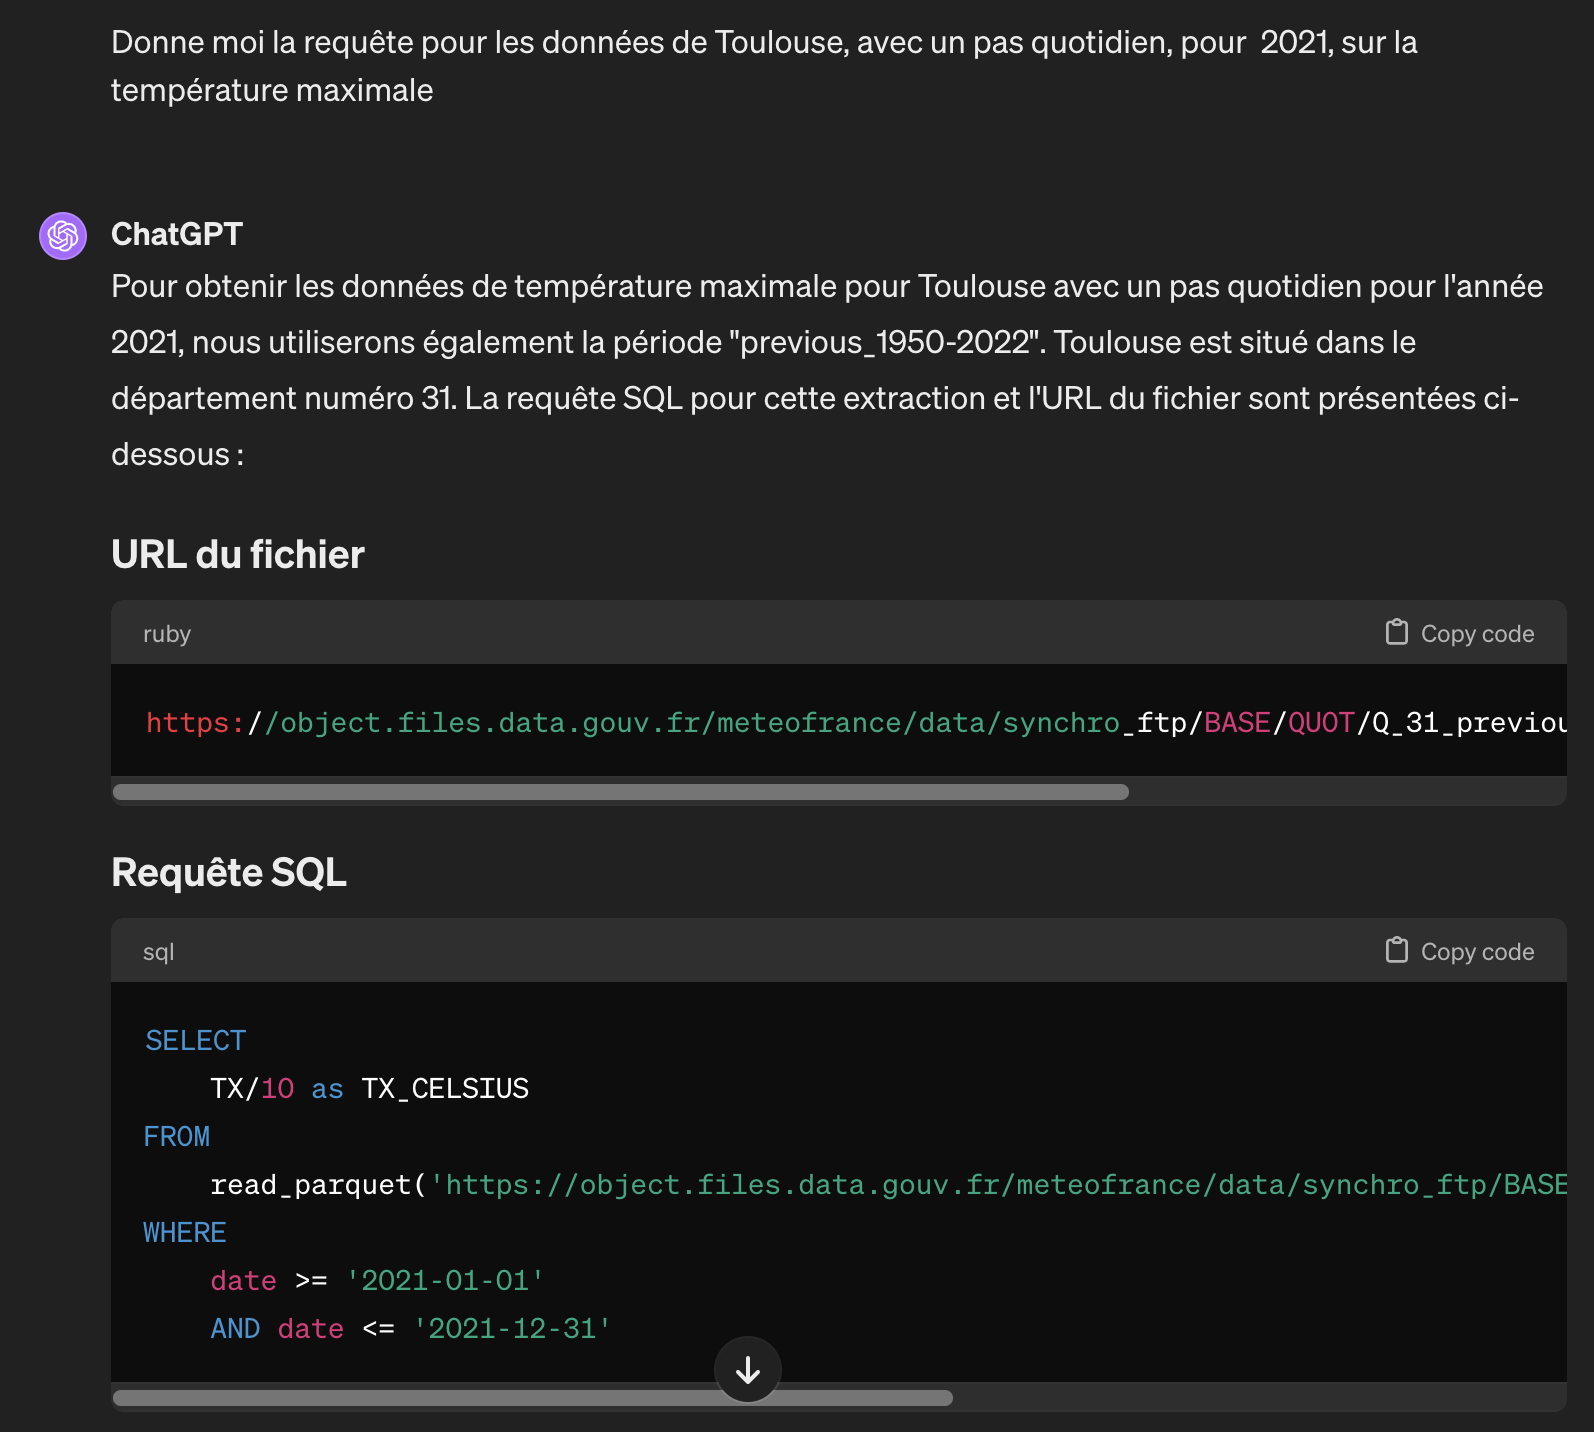 Donne moi la requête pour les données de Toulouse, avec un pas quotidien, pour  2021, sur la
température maximale
ChatGPT
Pour obtenir les données de température maximale pour Toulouse avec un pas quotidien pour l'année
2021, nous utiliserons également la période "previous_1950-2022". Toulouse est situé dans le
département numéro 31. La requête SQL pour cette extraction et l'URL du fichier sont présentées ci-
dessous :
URL du fichier
ruby
Copy code
https://object.files.data.gouv.fr/meteofrance/data/synchro_ftp/BASE/QUOT/Q_31_previou
Requête SQL
sql
Copy code
SELECT
TX/10 as TX_CELSIUS
FROM
read_parquet('https://object.files.data.gouv.fr/meteofrance/data/synchro_ftp/BASE
WHERE
date >= '2021-01-01'
AND date <= '2021-12-31'